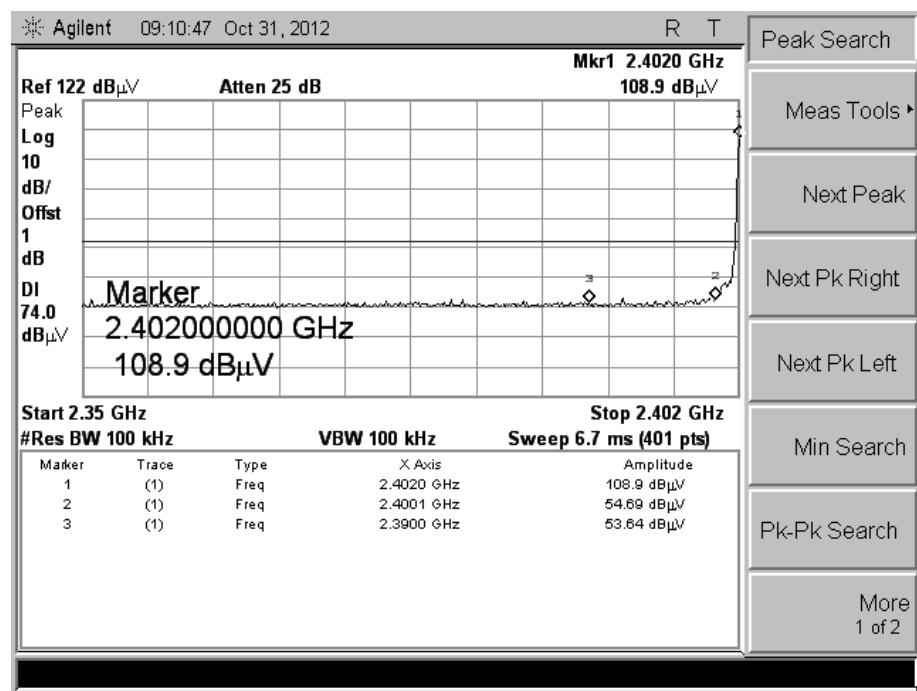 Agilent 09:10:47 Oct 31, 2012 R T
Mkr1 2.4020 GHz
Ref 122 dBµV Atten 25 dB 108.9 dBµV
Peak
Log
10
dB/
Offst
1
dB
DI
74.0
dBµV
1
3
2
Marker
2.402000000 GHz
108.9 dBµV
Start 2.35 GHz Stop 2.402 GHz
#Res BW 100 kHz VBW 100 kHz Sweep 6.7 ms (401 pts)
Marker Trace Type X Axis Amplitude
1 (1) Freq 2.4020 GHz 108.9 dBµV
2 (1) Freq 2.4001 GHz 54.69 dBµV
3 (1) Freq 2.3900 GHz 53.64 dBµV
Peak Search
Meas Tools
Next Peak
Next Pk Right
Next Pk Left
Min Search
Pk-Pk Search
More
1 of 2